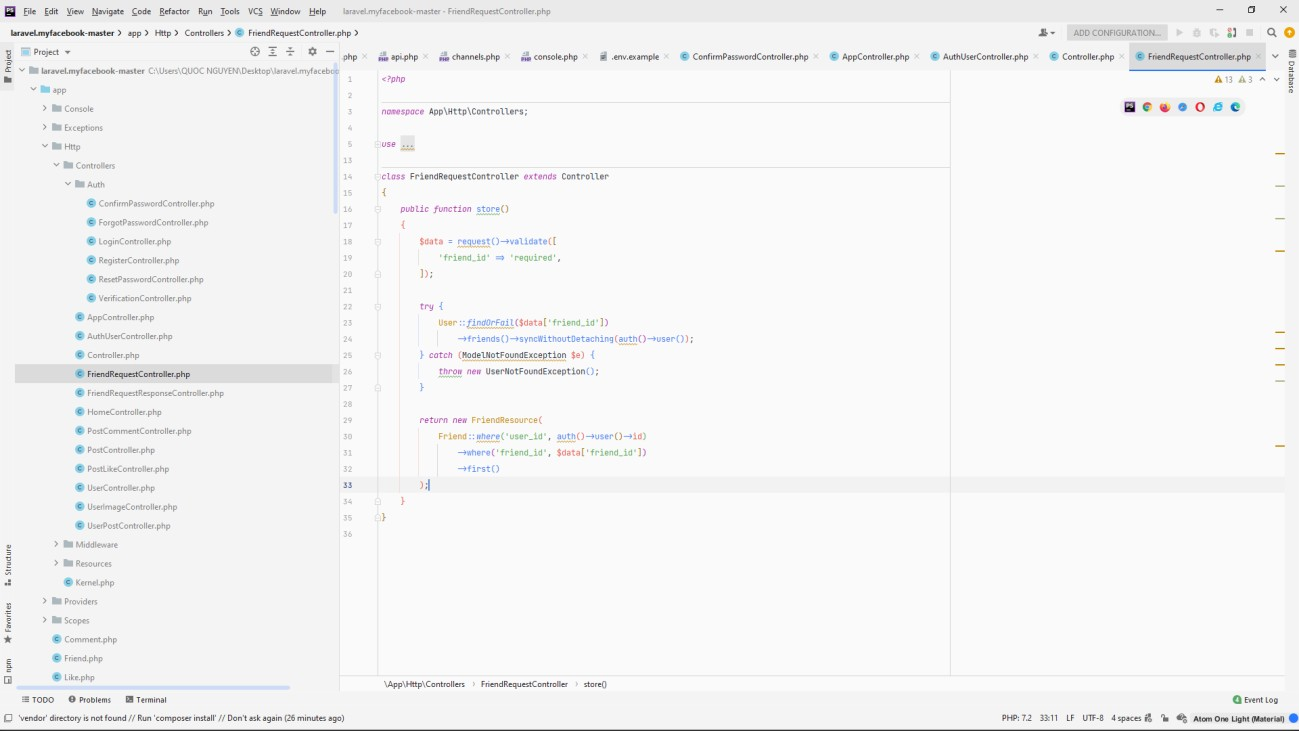 File Edit View Navigate Code Refactor Run Tools VCS Window Help laravel.myfacebook-master - FriendRequestController.php
laravel.myfacebook-master app Http Controllers FriendRequestController.php ADD CONFIGURATION...
Project
Project
laravel.myfacebook-master C:\Users\QUOC NGUYEN\Desktop\laravel.myfaceboo
app
Console
Exceptions
Http
Controllers
Auth
ConfirmPasswordController.php
ForgotPasswordController.php
LoginController.php
RegisterController.php
ResetPasswordController.php
VerificationController.php
AppController.php
AuthUserController.php
Controller.php
FriendRequestController.php
FriendRequestResponseController.php
HomeController.php
PostCommentController.php
PostController.php
PostLikeController.php
UserController.php
UserImageController.php
UserPostController.php
Middleware
Resources
Kernel.php
Providers
Scopes
Comment.php
Friend.php
Like.php
Structure
Favorites
npm
.php api.php channels.php console.php .env.example ConfirmPasswordController.php AppController.php AuthUserController.php Controller.php FriendRequestController.php
Database
13 3
1 <?php
2
3 namespace App\Http\Controllers;
4
5 use ...
13
14 class FriendRequestController extends Controller
15 {
16 public function store()
17 {
18 $data = request()->validate([
19 'friend_id' => 'required',
20 ]);
21
22 try {
23 User::findOrFail($data['friend_id'])
24 ->friends()->syncWithoutDetaching(auth()->user());
25 } catch (ModelNotFoundException $e) {
26 throw new UserNotFoundException();
27 }
28
29 return new FriendResource(
30 Friend::where('user_id', auth()->user()->id)
31 ->where('friend_id', $data['friend_id'])
32 ->first()
33 );
34 }
35 }
36
\App\Http\Controllers FriendRequestController store()
TODO Problems Terminal 4 Event Log
'vendor' directory is not found // Run 'composer install' // Don't ask again (26 minutes ago) PHP: 7.2 33:11 LF UTF-8 4 spaces Atom One Light (Material)